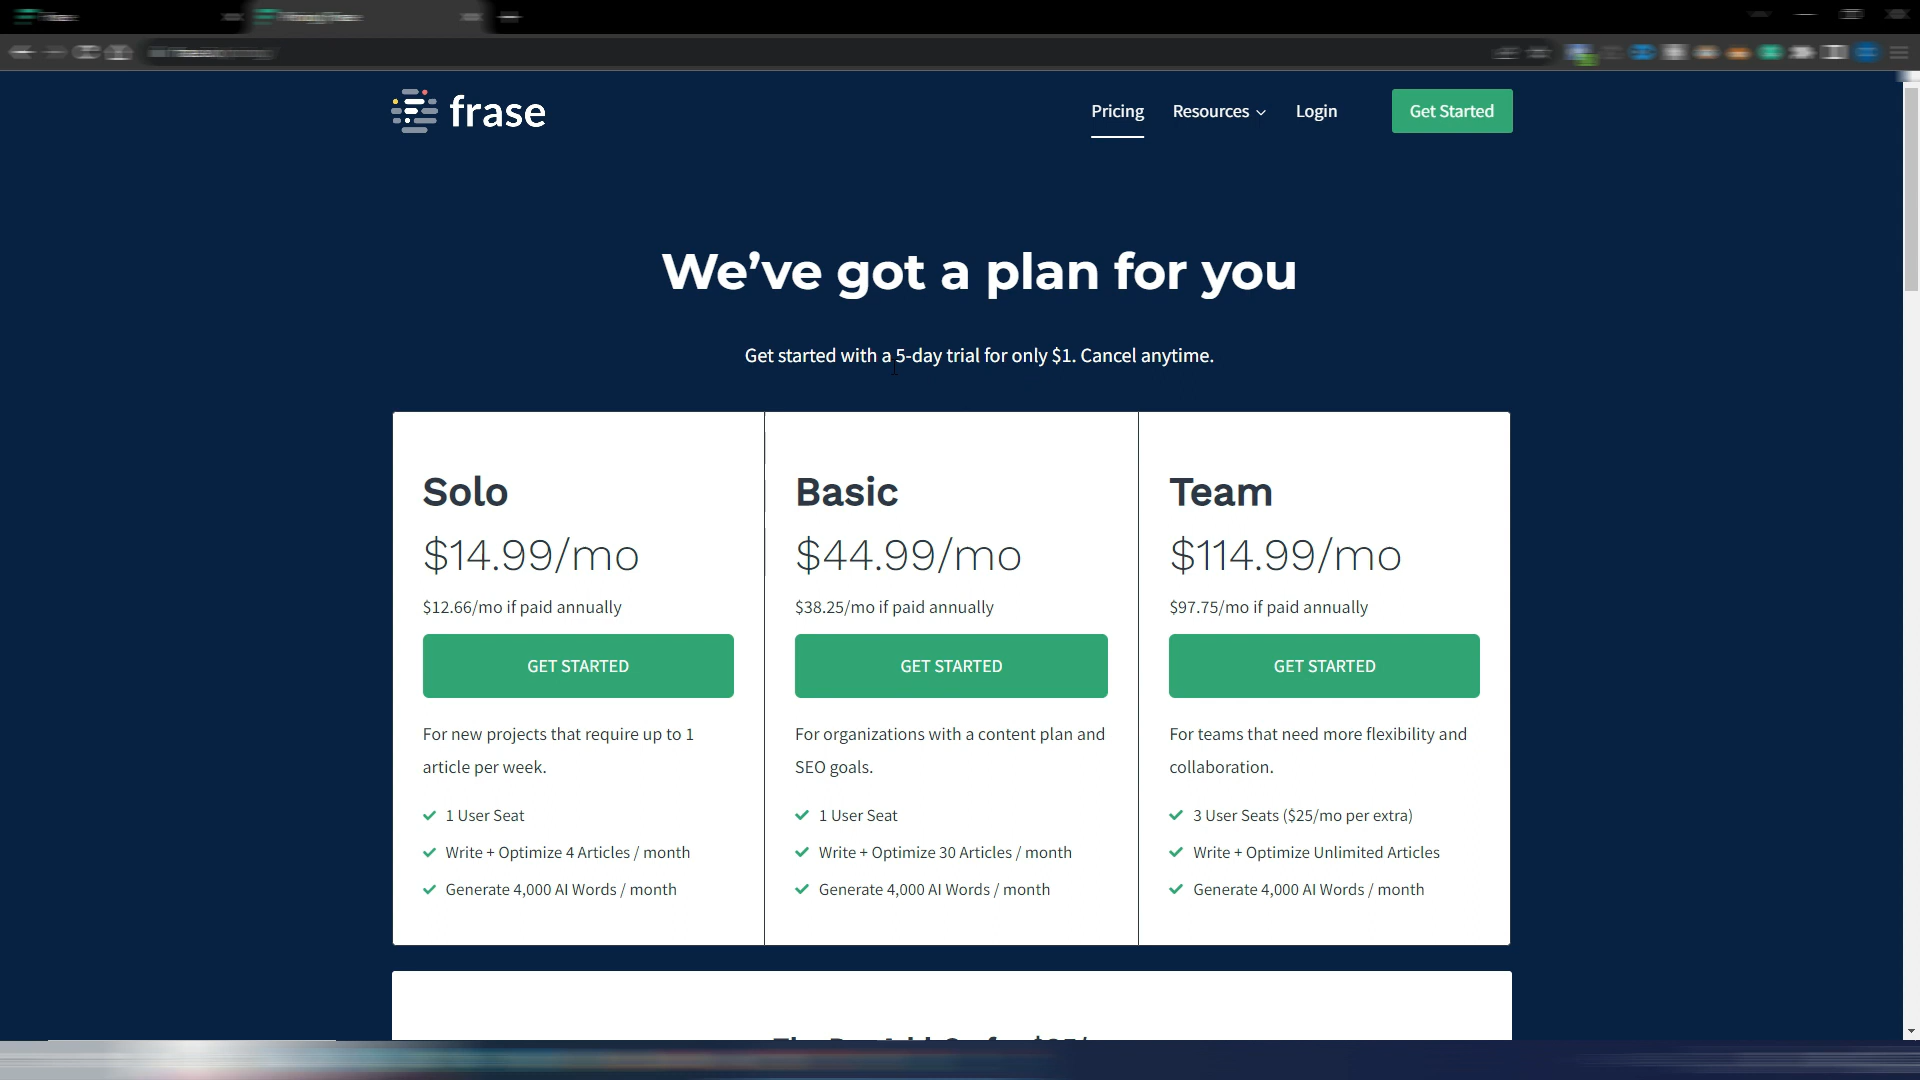 frase
Pricing
Resources
Login
Get Started
We’ve got a plan for you
Get started with a 5-day trial for only $1. Cancel anytime.
Solo
$14.99/mo
$12.66/mo if paid annually
GET STARTED
For new projects that require up to 1
article per week.
1 User Seat
Write + Optimize 4 Articles / month
Generate 4,000 AI Words / month
Basic
$44.99/mo
$38.25/mo if paid annually
GET STARTED
For organizations with a content plan and
SEO goals.
1 User Seat
Write + Optimize 30 Articles / month
Generate 4,000 AI Words / month
Team
$114.99/mo
$97.75/mo if paid annually
GET STARTED
For teams that need more flexibility and
collaboration.
3 User Seats ($25/mo per extra)
Write + Optimize Unlimited Articles
Generate 4,000 AI Words / month